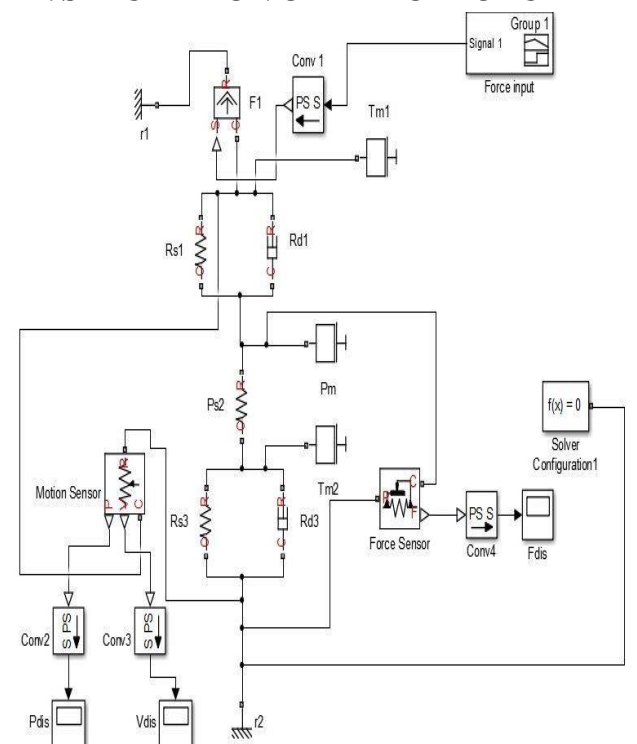 Group 1
Signal 1
Force input
Conv 1
PS S
F1
R
S
C
r1
Tm1
Rs1
R
C
Rd1
R
C
Pm
Ps2
R
C
f(x) = 0
Solver
Configuration1
Motion Sensor
R
P
V
C
Tm2
Rs3
R
C
Rd3
R
C
R
C
F
Force Sensor
PS S
Conv4
Fdis
Conv2
S PS
Conv3
S PS
Pdis
Vdis
r2